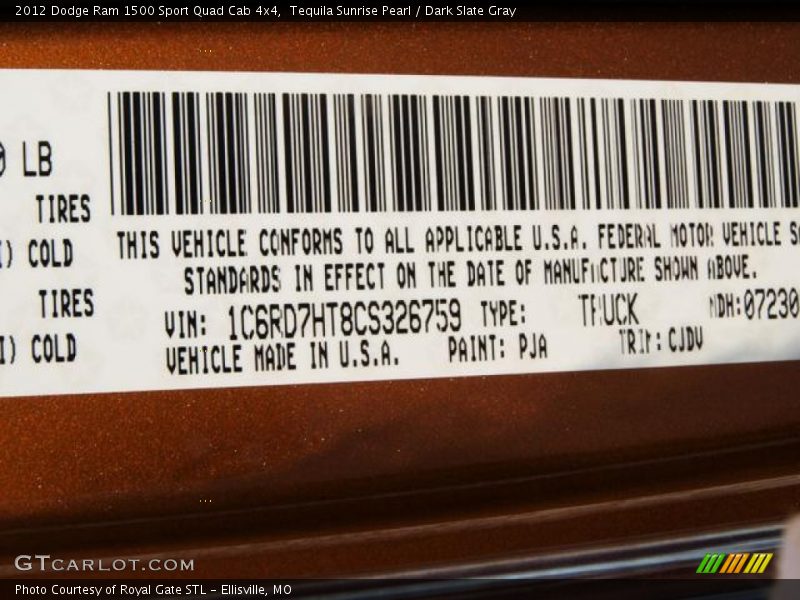 2012 Dodge Ram 1500 Sport Quad Cab 4x4, Tequila Sunrise Pearl / Dark Slate Gray
LB
TIRES
COLD
TIRES
COLD
THIS VEHICLE CONFORMS TO ALL APPLICABLE U.S.A. FEDERAL MOTOR VEHICLE
STANDARDS IN EFFECT ON THE DATE OF MANUFACTURE SHOWN ABOVE.
VIN: 1C6RD7HT8CS326759 TYPE: TRUCK MDH:07230
VEHICLE MADE IN U.S.A. PAINT: PJA TRIM: CJDV
GTCARLOT.COM
Photo Courtesy of Royal Gate STL - Ellisville, MO